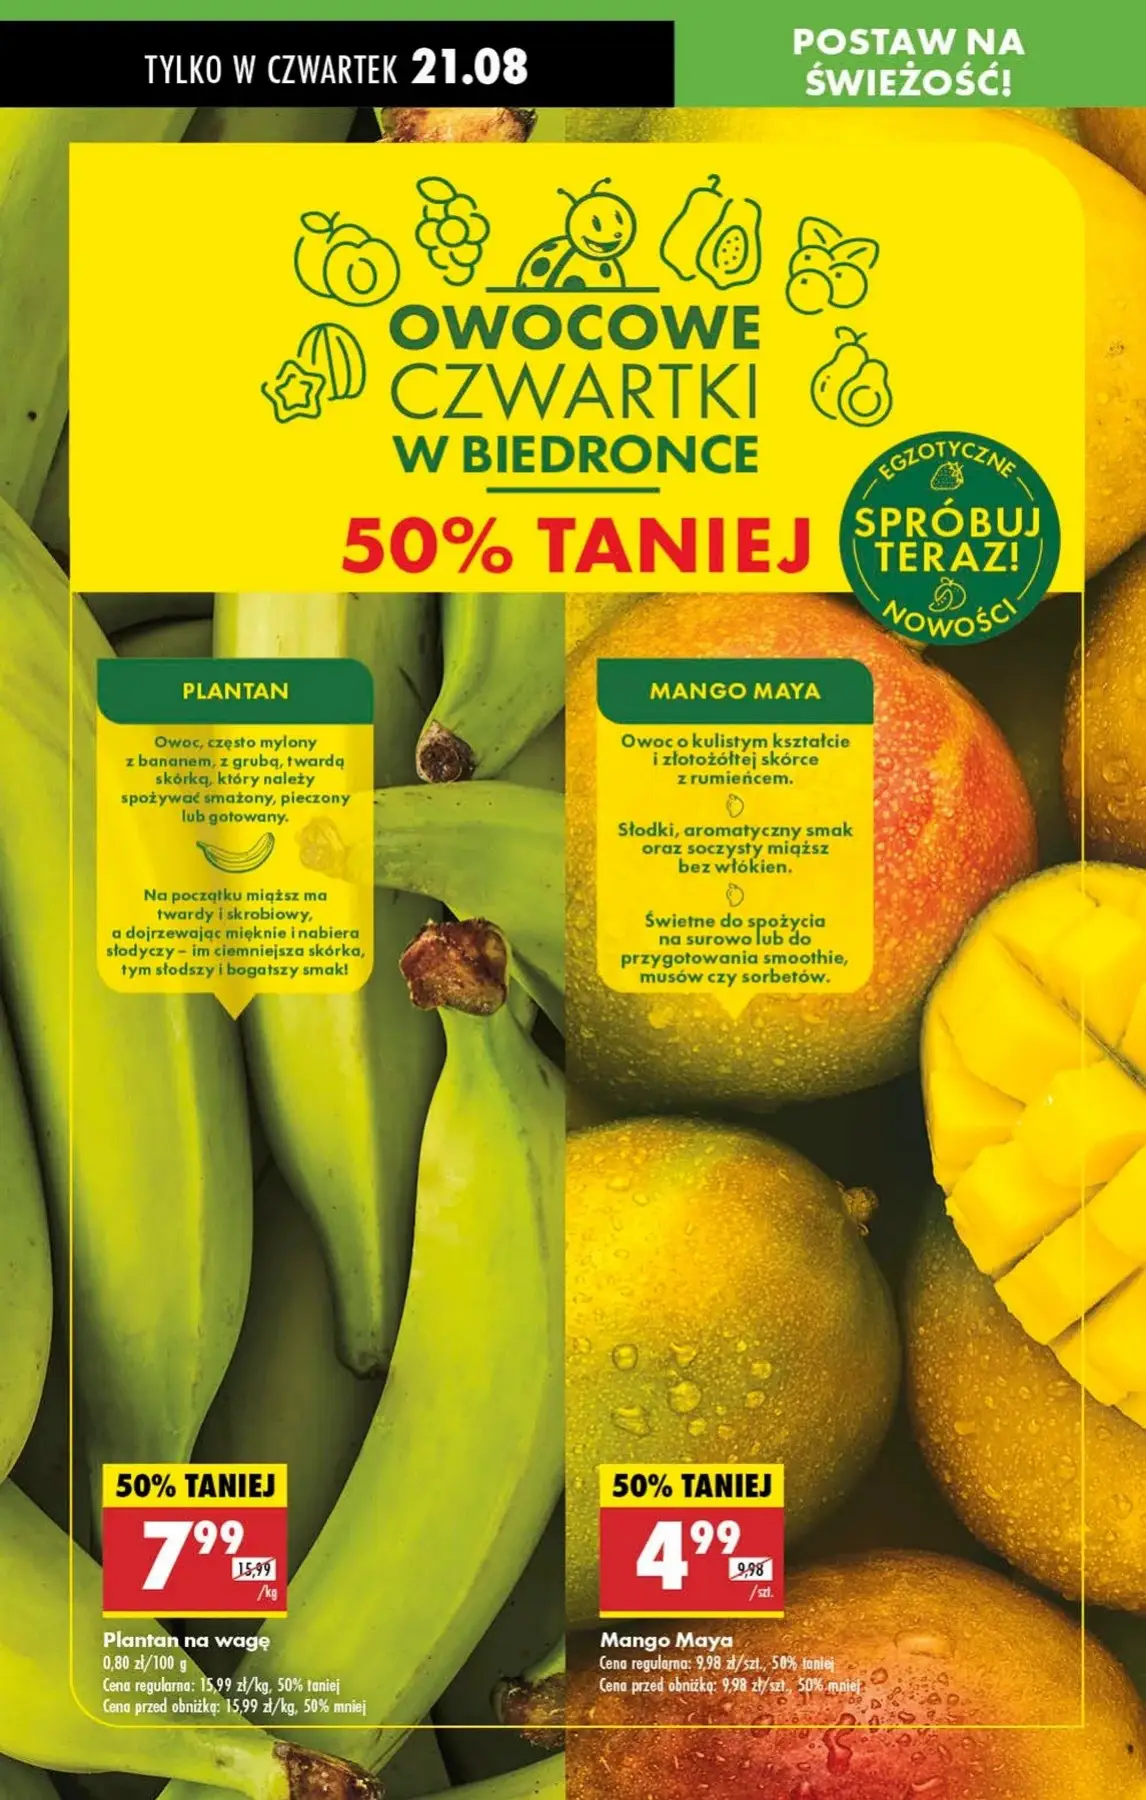 TYLKO W CZWARTEK 21.08
POSTAW NA
ŚWIEŻOŚĆ!
OWOCOWE
CZWARTKI
W BIEDRONCE
50% TANIEJ
EGZOTYCZNE
SPRÓBUJ
TERAZ!
NOWOŚCI
PLANTAN
Owoc, często mylony
z bananem, z grubą, twardą
skórką, który należy
spożywać smażony, pieczony
lub gotowany.
Na początku miąższ ma
twardy i skrobiowy,
a dojrzewając mięknie i nabiera
słodyczy – im ciemniejsza skórka,
tym słodszy i bogatszy smak!
MANGO MAYA
Owoc o kulistym kształcie
i złotożółtej skórce
z rumieńcem.
Słodki, aromatyczny smak
oraz soczysty miąższ
bez włókien.
Świetne do spożycia
na surowo lub do
przygotowania smoothie,
musów czy sorbetów.
50% TANIEJ
7 99
15,99
/kg
Plantan na wagę
0,80 zł/100 g
Cena regularna: 15,99 zł/kg, 50% taniej
Cena przed obniżką: 15,99 zł/kg, 50% mniej
50% TANIEJ
4 99
9,98
/szt.
Mango Maya
Cena regularna: 9,98 zł/szt., 50% taniej
Cena przed obniżką: 9,98 zł/szt., 50% mniej